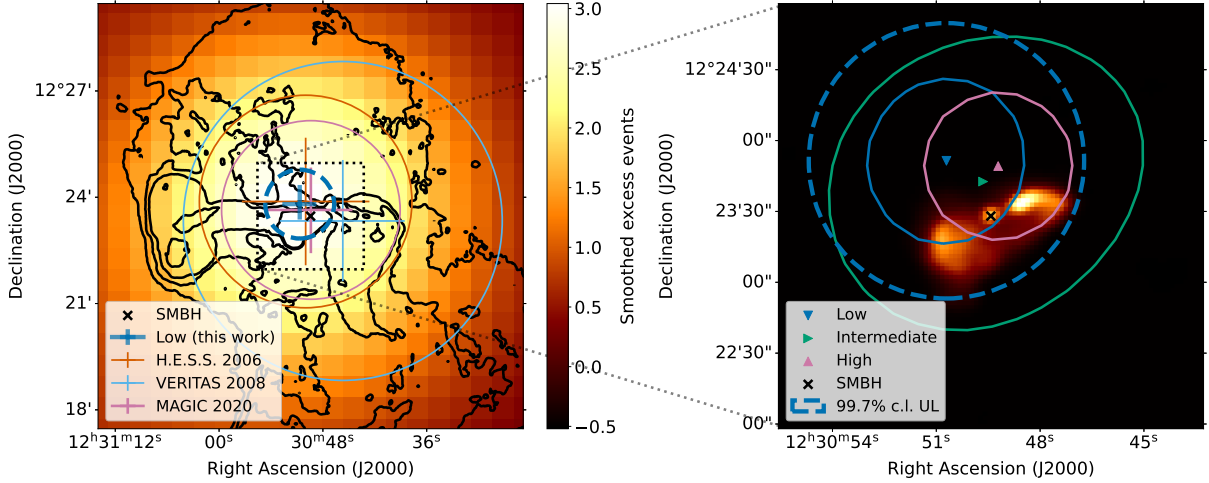 12°27'
24'
21'
18'
Declination (J2000)
SMBH
Low (this work)
H.E.S.S. 2006
VERITAS 2008
MAGIC 2020
12ʰ31ᵐ12ˢ
00ˢ
30ᵐ48ˢ
36ˢ
Right Ascension (J2000)
3.0
2.5
2.0
1.5
1.0
0.5
0.0
−0.5
Smoothed excess events
12°24'30"
00"
23'30"
00"
22'30"
00"
Declination (J2000)
Low
Intermediate
High
SMBH
99.7% c.l. UL
12ʰ30ᵐ54ˢ
51ˢ
48ˢ
45ˢ
Right Ascension (J2000)